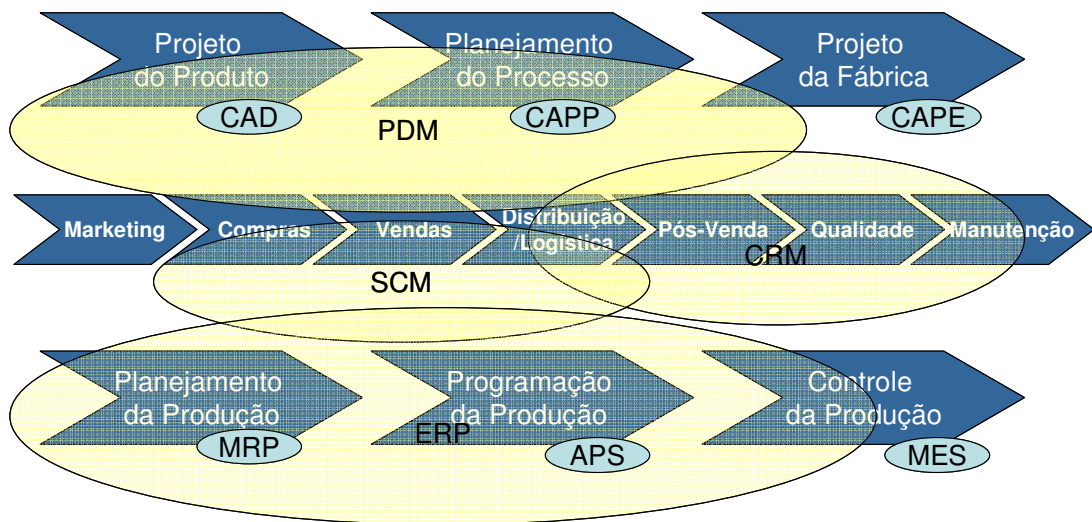 Projeto
do Produto
Planejamento
do Processo
Projeto
da Fábrica
CAD
PDM
CAPP
CAPE
Marketing
Compras
Vendas
Distribuição
/Logística
Pós-Venda
Qualidade
Manutenção
CRM
SCM
Planejamento
da Produção
Programação
da Produção
Controle
da Produção
MRP
ERP
APS
MES